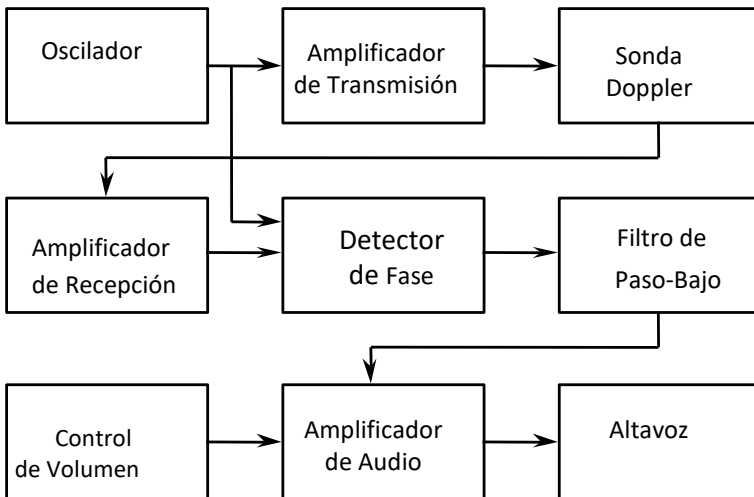 Oscilador
Amplificador
de Transmisión
Sonda
Doppler
Amplificador
de Recepción
Detector
de Fase
Filtro de
Paso-Bajo
Control
de Volumen
Amplificador
de Audio
Altavoz